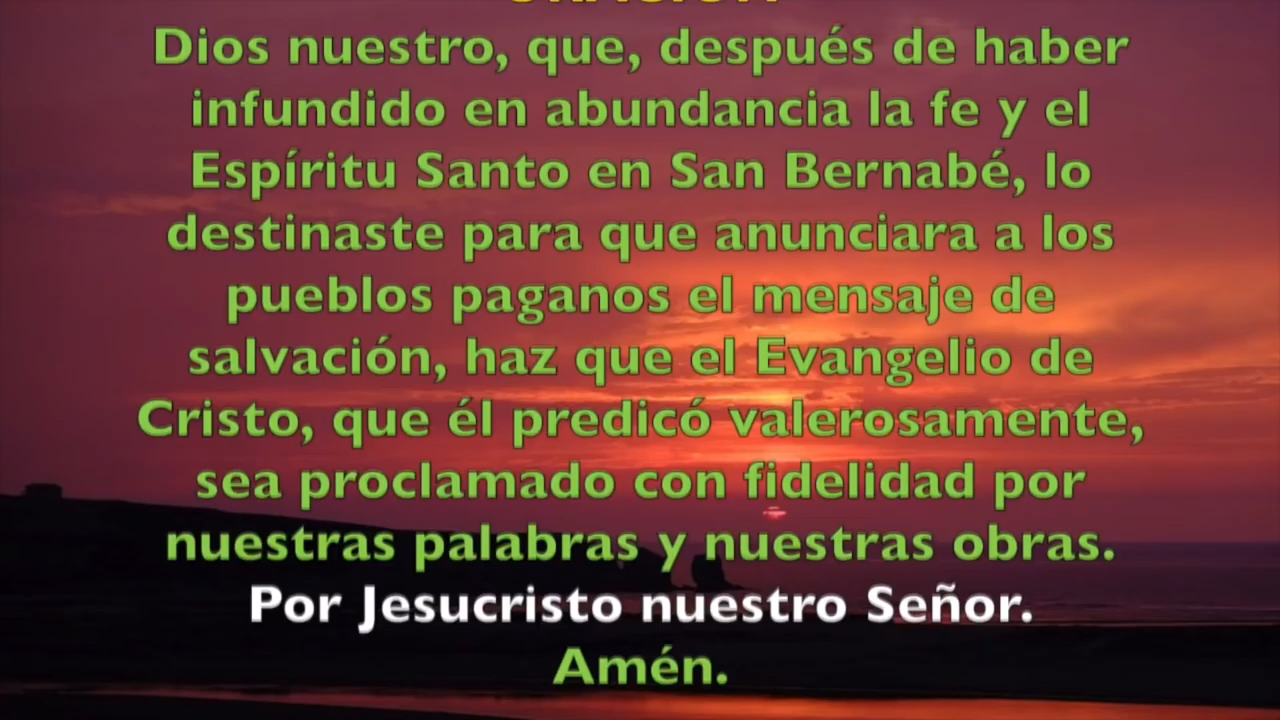 Dios nuestro, que, después de haber
infundido en abundancia la fe y el
Espíritu Santo en San Bernabé, lo
destinaste para que anunciara a los
pueblos paganos el mensaje de
salvación, haz que el Evangelio de
Cristo, que él predicó valerosamente,
sea proclamado con fidelidad por
nuestras palabras y nuestras obras.
Por Jesucristo nuestro Señor.
Amén.